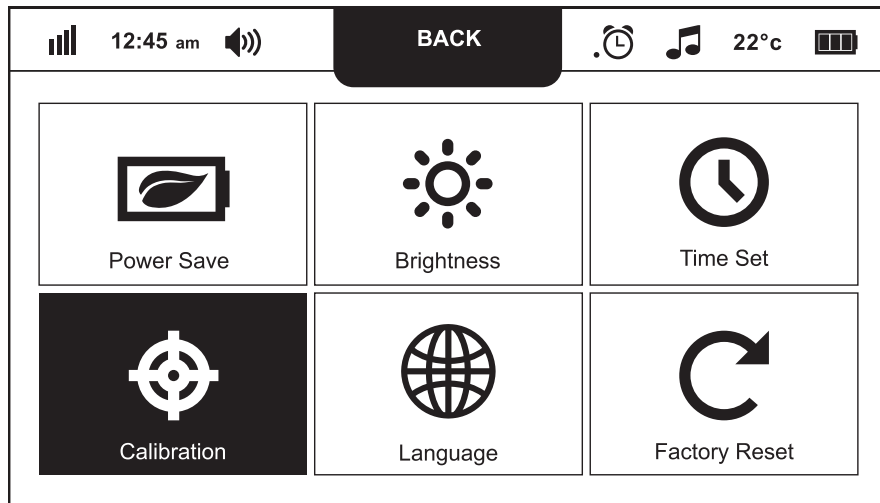 12:45 am BACK 22°c
Power Save Brightness Time Set
Calibration Language Factory Reset